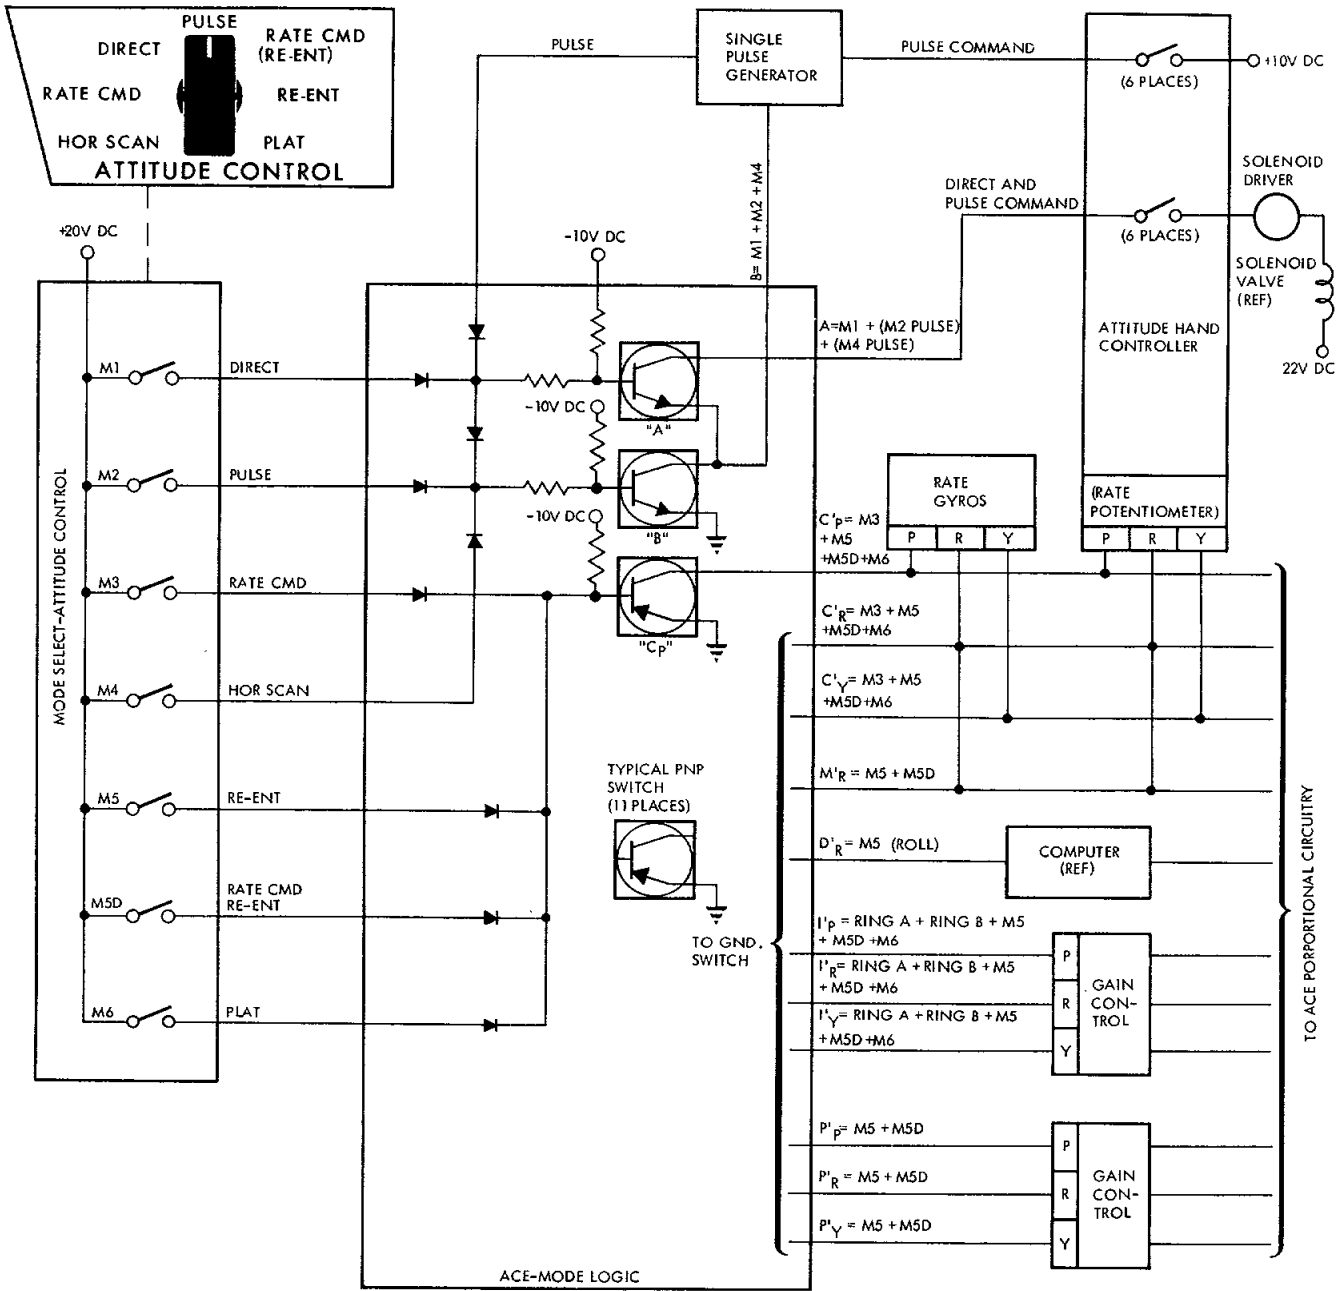 PULSE
DIRECT
RATE CMD
(RE-ENT)
RATE CMD
RE-ENT
HOR SCAN
PLAT
ATTITUDE CONTROL
+20V DC
MODE SELECT-ATTITUDE CONTROL
M1
DIRECT
M2
PULSE
M3
RATE CMD
M4
HOR SCAN
M5
RE-ENT
M5D
RATE CMD
RE-ENT
M6
PLAT
PULSE
SINGLE
PULSE
GENERATOR
PULSE COMMAND
(6 PLACES)
+10V DC
B= M1 + M2 + M4
DIRECT AND
PULSE COMMAND
(6 PLACES)
SOLENOID
DRIVER
SOLENOID
VALVE
(REF)
22V DC
ATTITUDE HAND
CONTROLLER
-10V DC
A=M1 + (M2 PULSE)
+ (M4 PULSE)
"A"
-10V DC
"B"
-10V DC
"CP"
RATE
GYROS
P R Y
(RATE
POTENTIOMETER)
P R Y
C'P= M3
+M5
+M5D+M6
C'R= M3 + M5
+M5D+M6
C'Y= M3 + M5
+M5D+M6
M'R = M5 + M5D
TYPICAL PNP
SWITCH
(11 PLACES)
D'R = M5 (ROLL)
COMPUTER
(REF)
TO GND.
SWITCH
I'P = RING A + RING B + M5
+ M5D +M6
I'R= RING A +RING B + M5
+ M5D +M6
I'Y= RING A + RING B + M5
+M5D +M6
P
R
Y
GAIN
CON-
TROL
P'P= M5 + M5D
P'R = M5 + M5D
P'Y = M5 + M5D
P
R
Y
GAIN
CON-
TROL
TO ACE PORPORTIONAL CIRCUITRY
ACE-MODE LOGIC